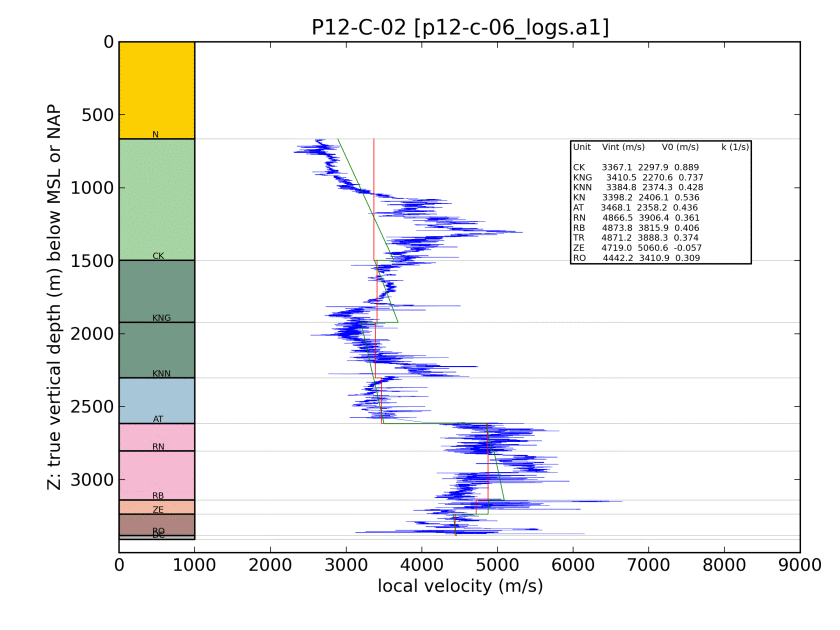 P12-C-02 [p12-c-06_logs.a1]
Z: true vertical depth (m) below MSL or NAP
0
500
1000
1500
2000
2500
3000
N
CK
KNG
KNN
AT
RN
RB
ZE
RO
DC
Unit Vint (m/s) V0 (m/s) k (1/s)
CK 3367.1 2297.9 0.889
KNG 3410.5 2270.6 0.737
KNN 3384.8 2374.3 0.428
KN 3398.2 2406.1 0.536
AT 3468.1 2358.2 0.436
RN 4866.5 3906.4 0.361
RB 4873.8 3815.9 0.406
TR 4871.2 3888.3 0.374
ZE 4719.0 5060.6 -0.057
RO 4442.2 3410.9 0.309
0 1000 2000 3000 4000 5000 6000 7000 8000 9000
local velocity (m/s)